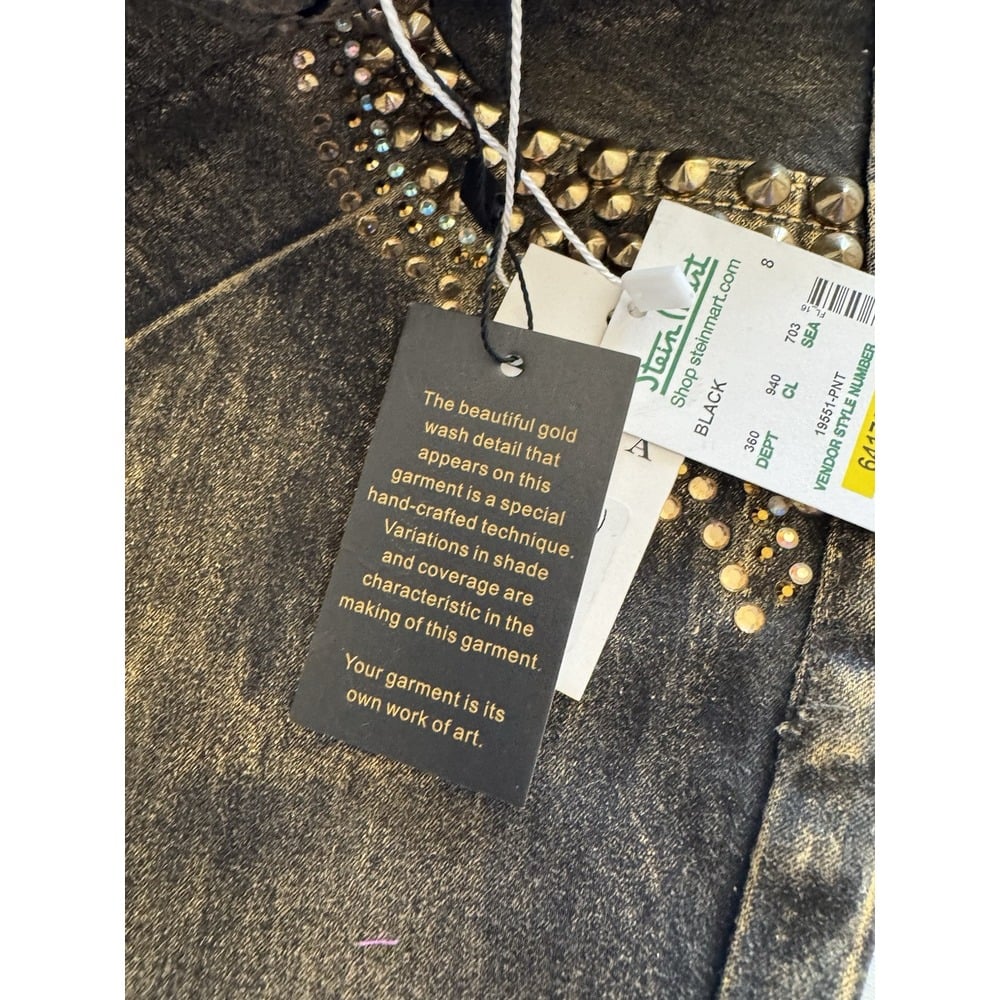 The beautiful gold
wash detail that
appears on this
garment is a special
hand-crafted technique.
Variations in shade
and coverage are
characteristic in the
making of this garment.
Your garment is its
own work of art.
Shop steinmart.com
BLACK
8
360
940
703
DEPT
CL
SEA
FL 16
19551-PNT
VENDOR STYLE NUMBER
A